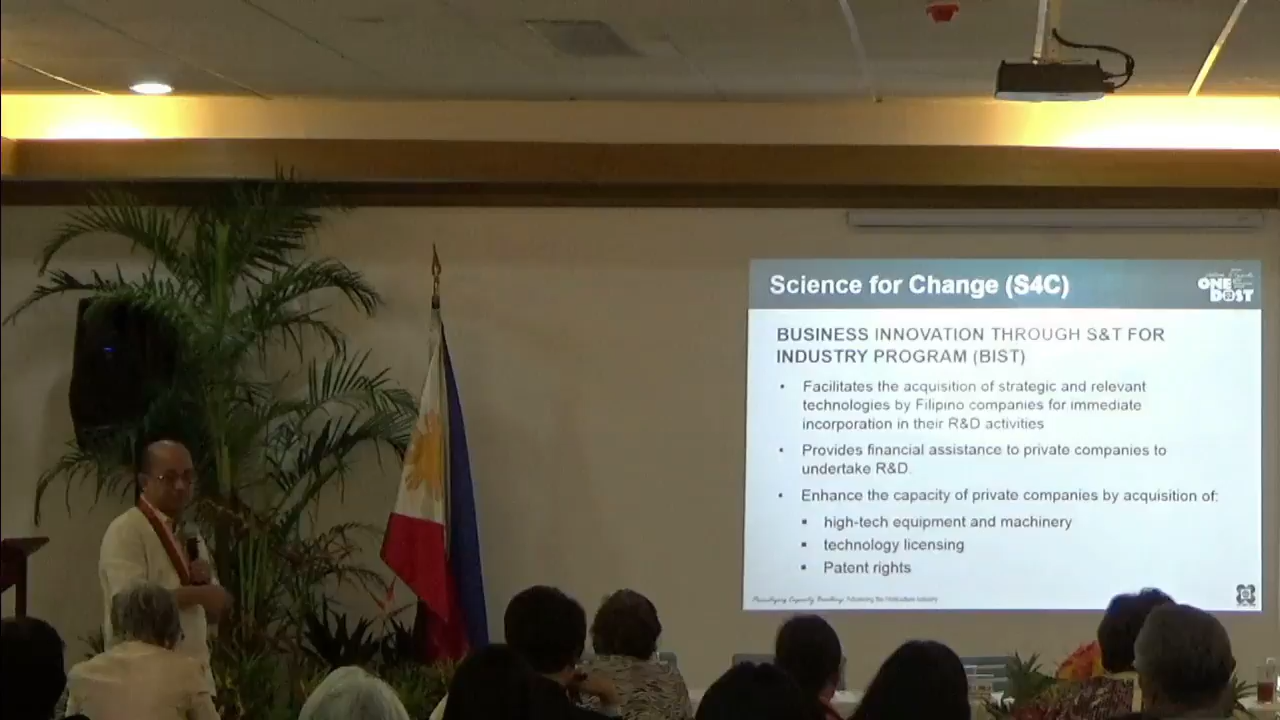 Science for Change (S4C)
ONE
DOST
BUSINESS INNOVATION THROUGH S&T FOR
INDUSTRY PROGRAM (BIST)
• Facilitates the acquisition of strategic and relevant
technologies by Filipino companies for immediate
incorporation in their R&D activities
• Provides financial assistance to private companies to
undertake R&D.
• Enhance the capacity of private companies by acquisition of:
▪ high-tech equipment and machinery
▪ technology licensing
▪ Patent rights